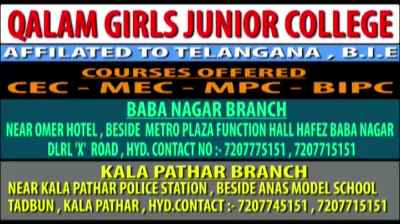 QALAM GIRLS JUNIOR COLLEGE
AFFILATED TO TELANGANA , B.I.E
COURSES OFFERED
CEC - MEC - MPC - BIPC
BABA NAGAR BRANCH
NEAR OMER HOTEL , BESIDE METRO PLAZA FUNCTION HALL HAFEZ BABA NAGAR
DLRL 'X' ROAD , HYD. CONTACT NO :- 7207775151 , 7207715151
KALA PATHAR BRANCH
NEAR KALA PATHAR POLICE STATION , BESIDE ANAS MODEL SCHOOL
TADBUN , KALA PATHAR , HYD.CONTACT :- 7207745151 , 7207715151